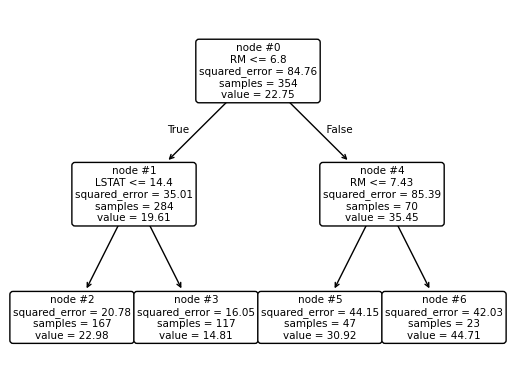 node #0
RM <= 6.8
squared_error = 84.76
samples = 354
value = 22.75
True
False
node #1
LSTAT <= 14.4
squared_error = 35.01
samples = 284
value = 19.61
node #4
RM <= 7.43
squared_error = 85.39
samples = 70
value = 35.45
node #2
squared_error = 20.78
samples = 167
value = 22.98
node #3
squared_error = 16.05
samples = 117
value = 14.81
node #5
squared_error = 44.15
samples = 47
value = 30.92
node #6
squared_error = 42.03
samples = 23
value = 44.71